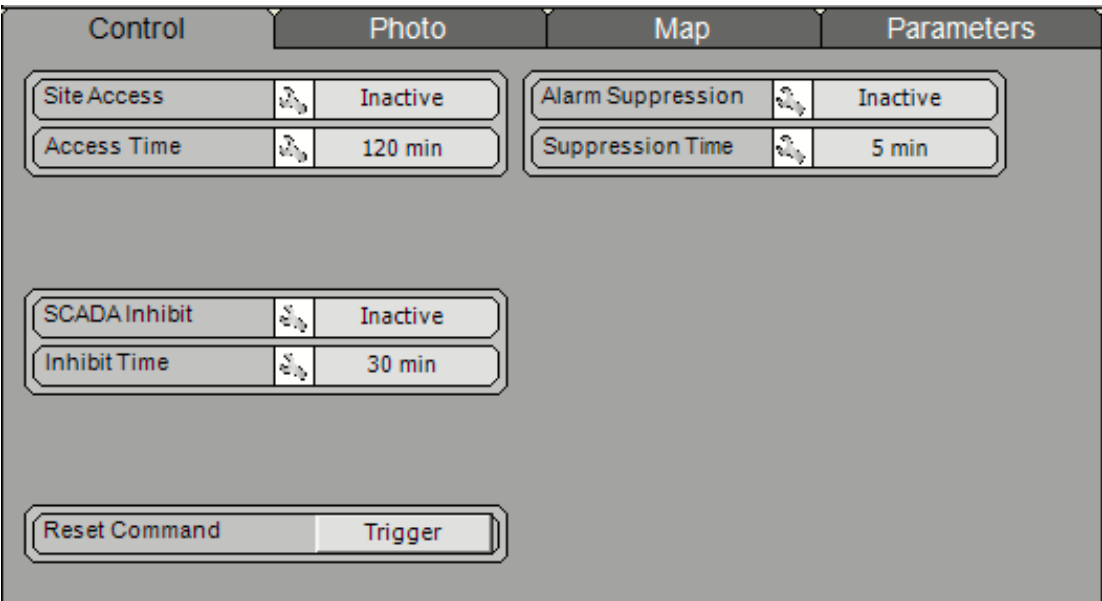 Control Photo Map Parameters
Site Access Inactive Alarm Suppression Inactive
Access Time 120 min Suppression Time 5 min
SCADA Inhibit Inactive
Inhibit Time 30 min
Reset Command Trigger